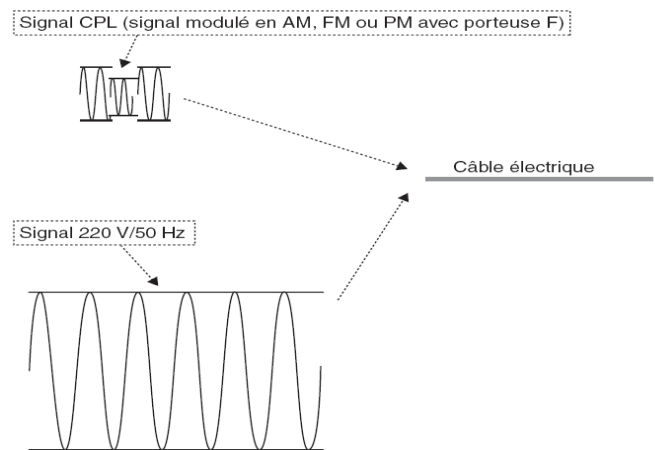 Signal CPL (signal modulé en AM, FM ou PM avec porteuse F)
Câble électrique
Signal 220 V/50 Hz